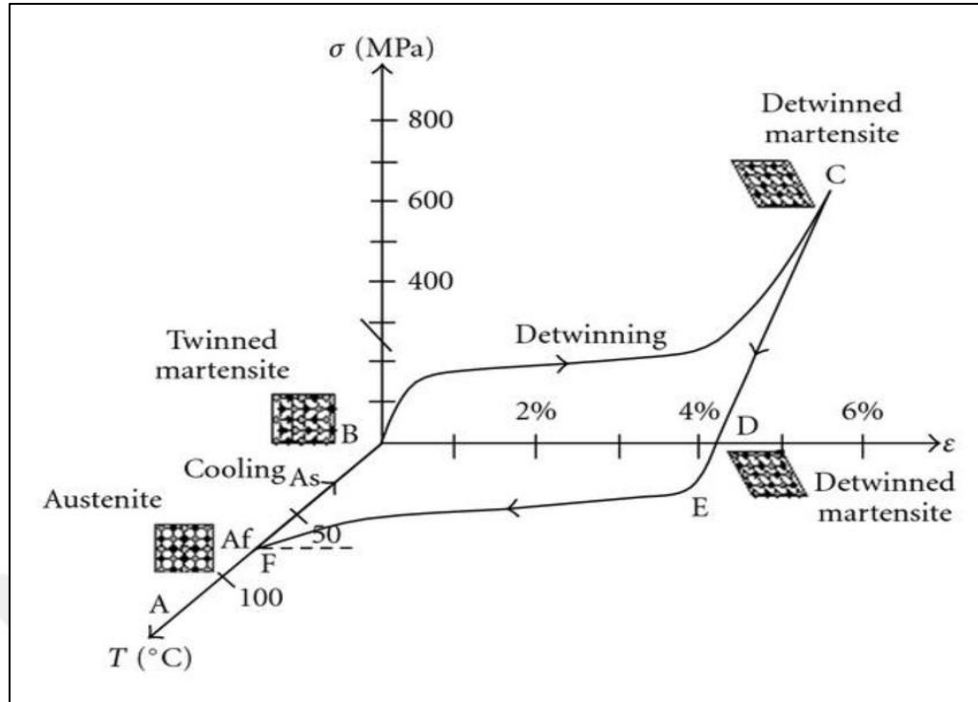 σ (MPa)
800
600
400
Detwinned
martensite
C
Twinned
martensite
Detwinning
B
2%
4%
6%
D
ε
Cooling
As
Austenite
E
Detwinned
martensite
Af
50
F
100
A
T (°C)